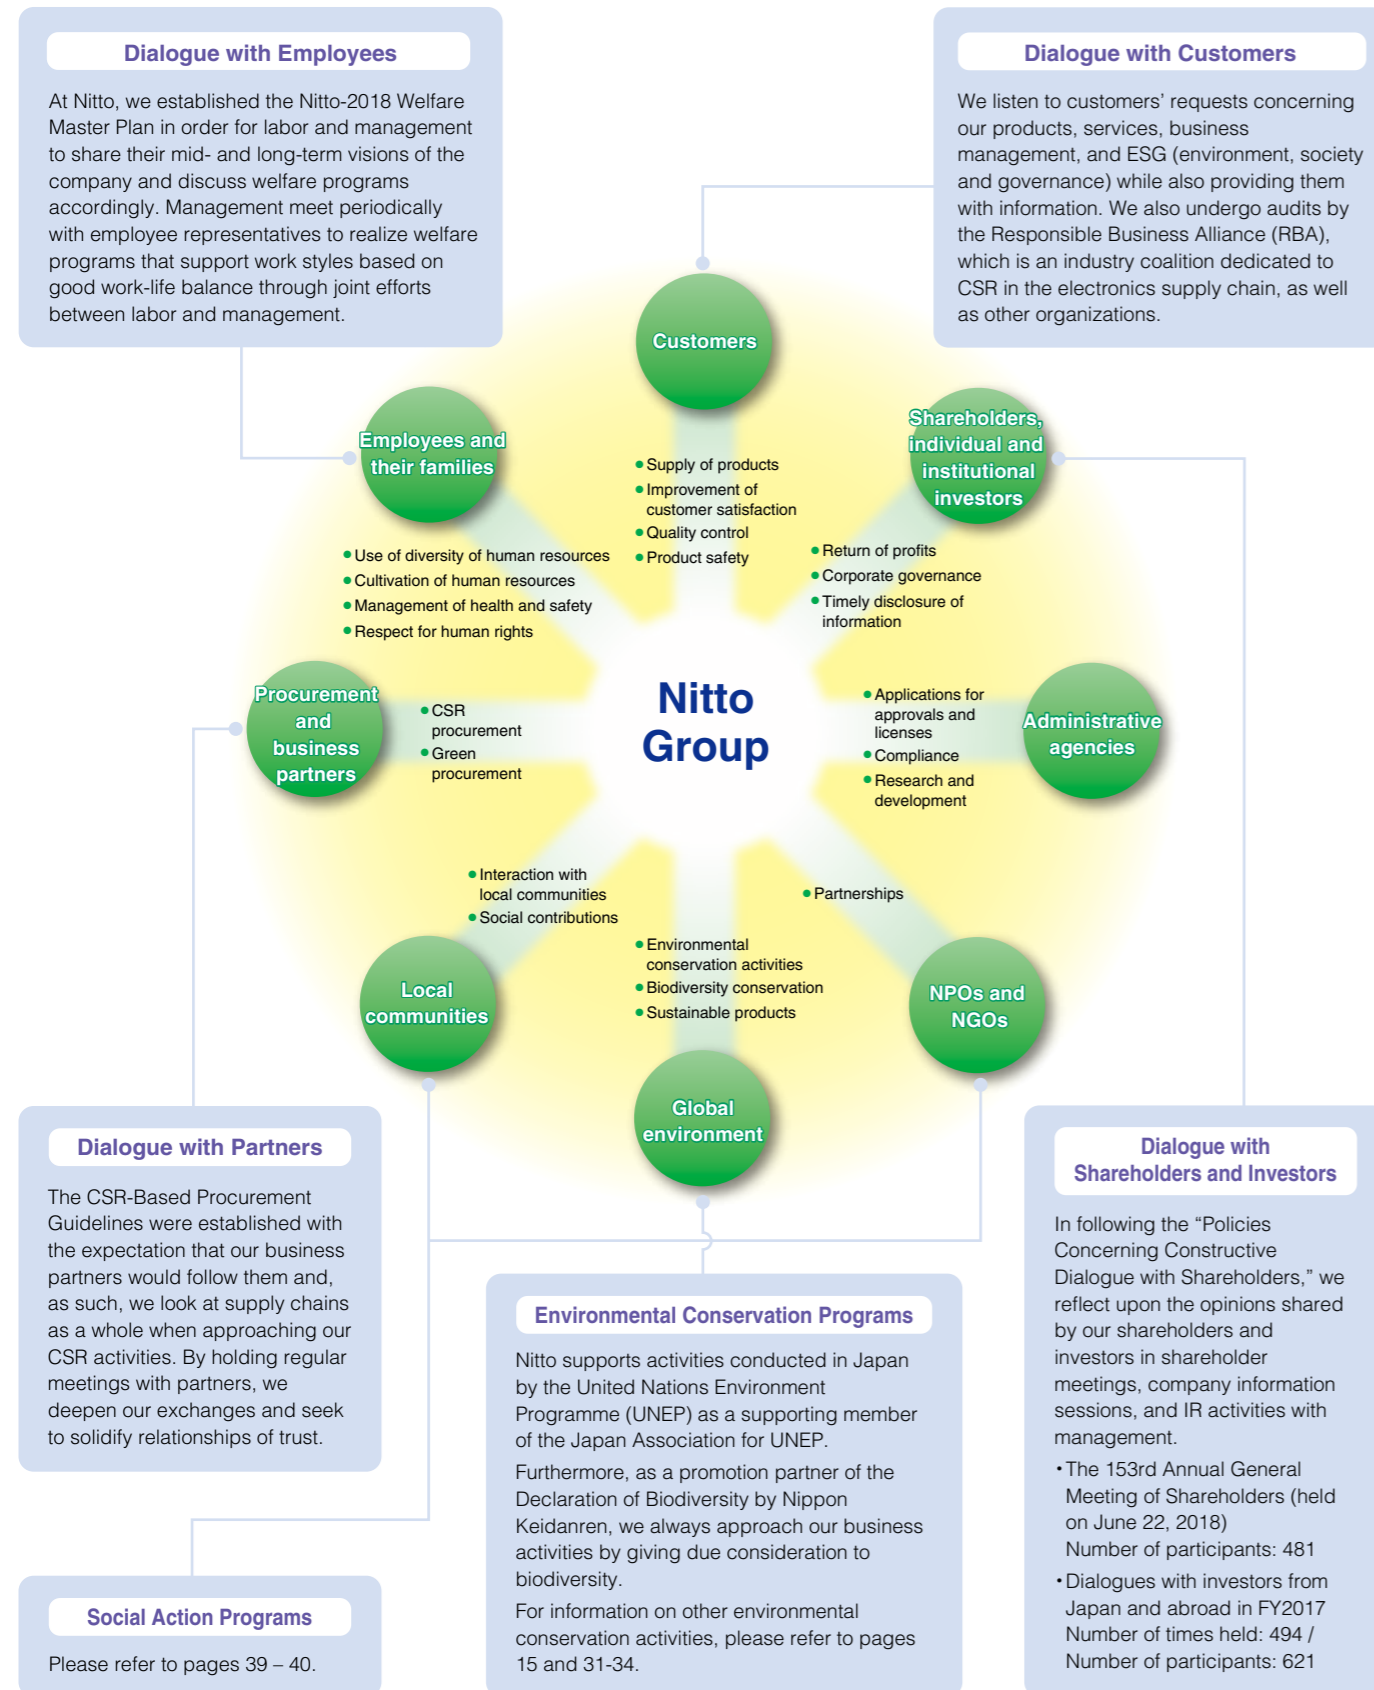 Dialogue with Employees
At Nitto, we established the Nitto-2018 Welfare
Master Plan in order for labor and management
to share their mid- and long-term visions of the
company and discuss welfare programs
accordingly. Management meet periodically
with employee representatives to realize welfare
programs that support work styles based on
good work-life balance through joint efforts
between labor and management.
Dialogue with Customers
We listen to customers’ requests concerning
our products, services, business
management, and ESG (environment, society
and governance) while also providing them
with information. We also undergo audits by
the Responsible Business Alliance (RBA),
which is an industry coalition dedicated to
CSR in the electronics supply chain, as well
as other organizations.
Customers
• Supply of products
• Improvement of
customer satisfaction
• Quality control
• Product safety
Employees and
their families
• Use of diversity of human resources
• Cultivation of human resources
• Management of health and safety
• Respect for human rights
Shareholders,
individual and
institutional
investors
• Return of profits
• Corporate governance
• Timely disclosure of
information
Procurement
and
business
partners
• CSR
procurement
• Green
procurement
Nitto
Group
• Applications for
approvals and
licenses
• Compliance
• Research and
development
Administrative
agencies
• Interaction with
local communities
• Social contributions
Local
communities
• Environmental
conservation activities
• Biodiversity conservation
• Sustainable products
Global
environment
• Partnerships
NPOs and
NGOs
Dialogue with Partners
The CSR-Based Procurement
Guidelines were established with
the expectation that our business
partners would follow them and,
as such, we look at supply chains
as a whole when approaching our
CSR activities. By holding regular
meetings with partners, we
deepen our exchanges and seek
to solidify relationships of trust.
Social Action Programs
Please refer to pages 39 – 40.
Environmental Conservation Programs
Nitto supports activities conducted in Japan
by the United Nations Environment
Programme (UNEP) as a supporting member
of the Japan Association for UNEP.
Furthermore, as a promotion partner of the
Declaration of Biodiversity by Nippon
Keidanren, we always approach our business
activities by giving due consideration to
biodiversity.
For information on other environmental
conservation activities, please refer to pages
15 and 31-34.
Dialogue with
Shareholders and Investors
In following the “Policies
Concerning Constructive
Dialogue with Shareholders,” we
reflect upon the opinions shared
by our shareholders and
investors in shareholder
meetings, company information
sessions, and IR activities with
management.
• The 153rd Annual General
Meeting of Shareholders (held
on June 22, 2018)
Number of participants: 481
• Dialogues with investors from
Japan and abroad in FY2017
Number of times held: 494 /
Number of participants: 621